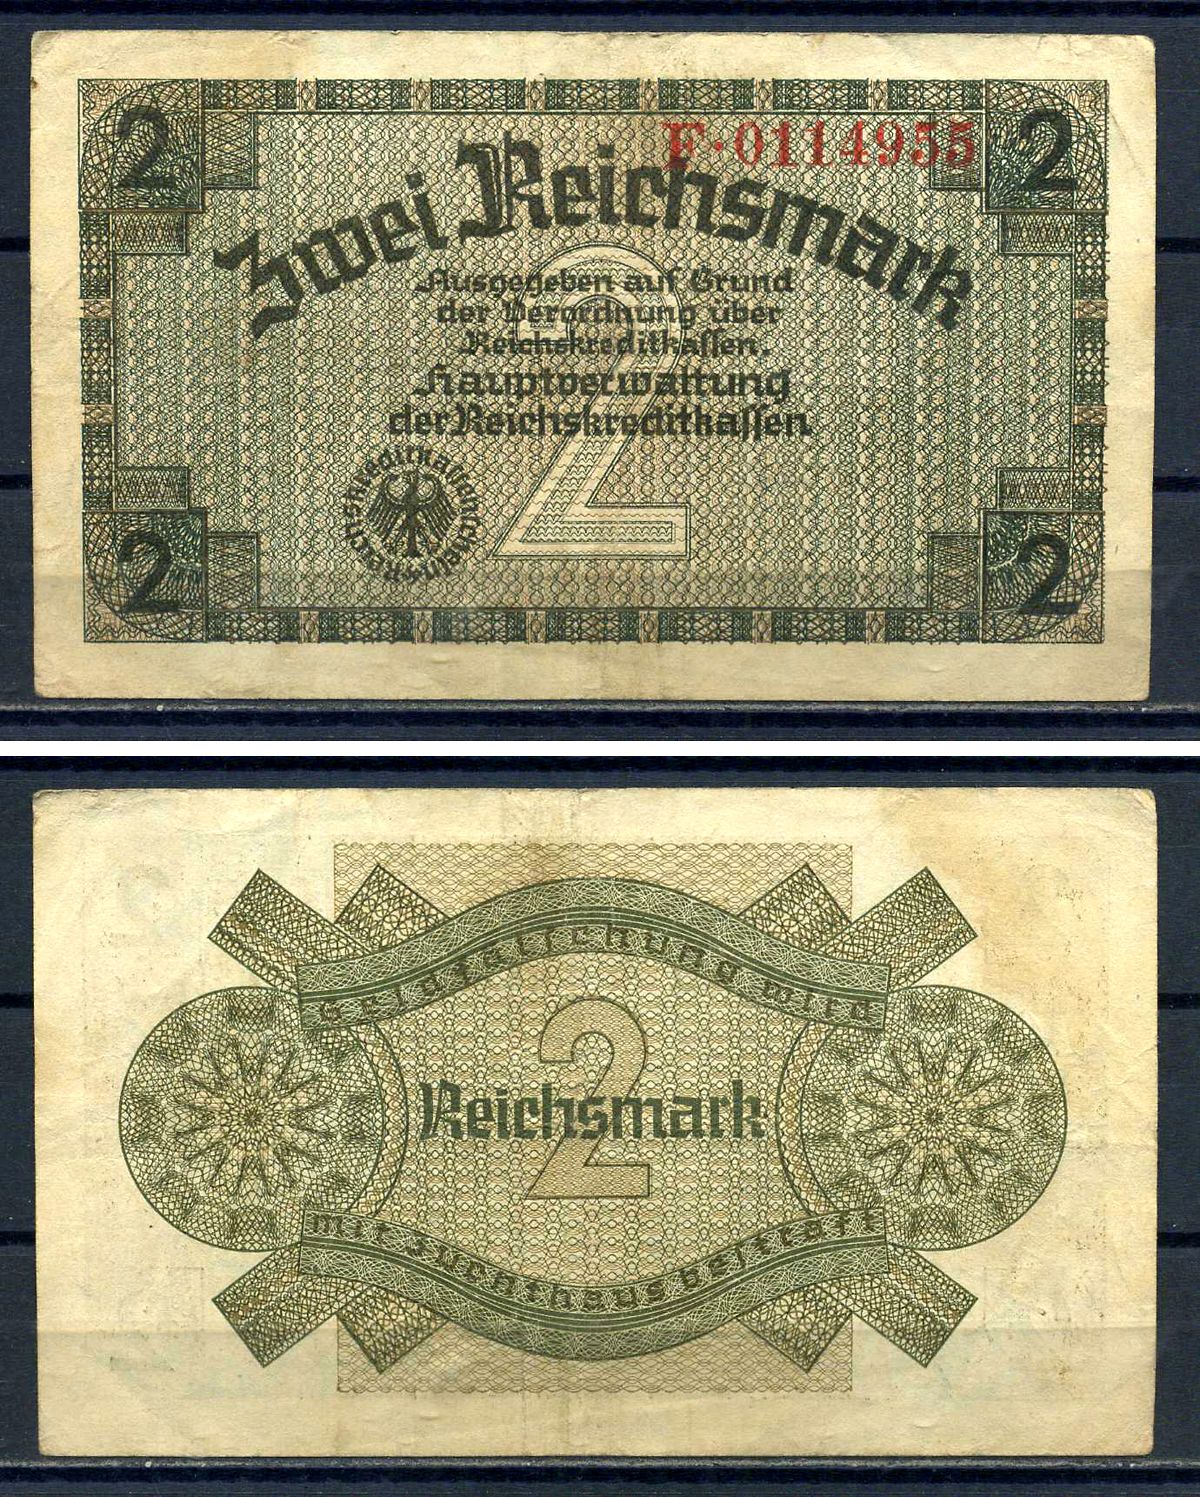 2
F·0114955
2
Zwei Reichsmark
Ausgegeben auf Grund
der Verordnung über
Reichskreditkassen.
Hauptverwaltung
der Reichskreditkassen
2
Reichskreditkassenschein
2
2
Geldfälschung wird
2
Reichsmark
mit Zuchthaus bestraft